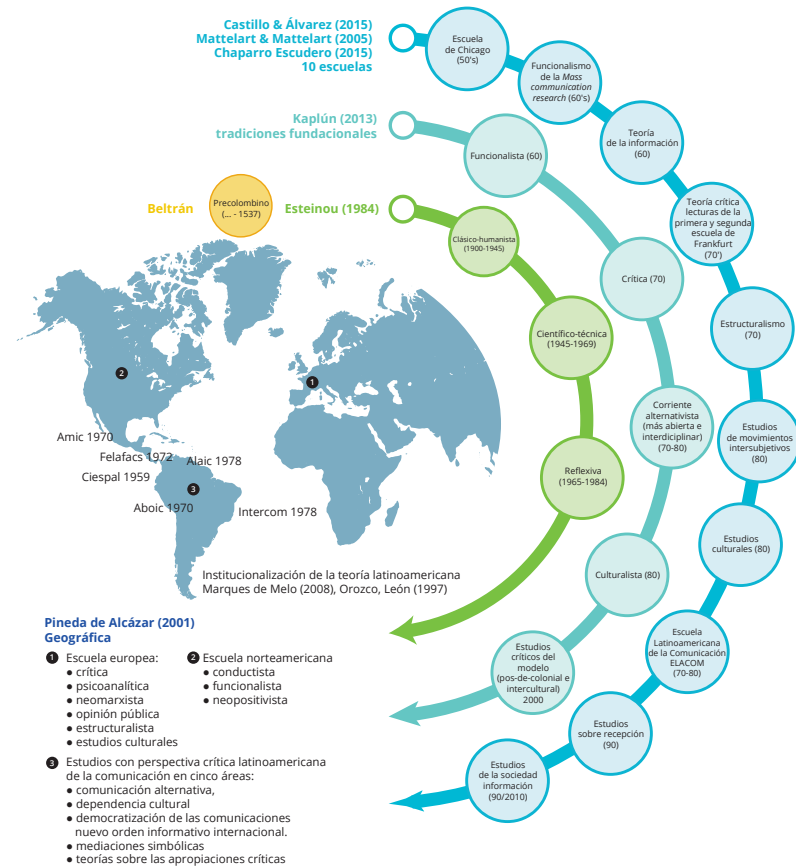 Castillo & Álvarez (2015)
Mattelart & Mattelart (2005)
Chaparro Escudero (2015)
10 escuelas
Escuela
de Chicago
(50's)
Funcionalismo
de la Mass
communication
research (60's)
Teoría
de la información
(60)
Teoría crítica
lecturas de la
primera y segunda
escuela de
Frankfurt
(70')
Estructuralismo
(70)
Estudios
de movimientos
intersubjetivos
(80)
Estudios
culturales (80)
Escuela
Latinoamericana
de la Comunicación
ELACOM
(70-80)
Estudios
sobre recepción
(90)
Estudios
de la sociedad
información
(90/2010)
Kaplún (2013)
tradiciones fundacionales
Funcionalista (60)
Crítica (70)
Corriente
alternativista
(más abierta e
interdiciplinar)
(70-80)
Culturalista (80)
Estudios
críticos del
modelo
(pos-de-colonial e
intercultural)
2000
Beltrán
Precolombino
(... - 1537)
Esteinou (1984)
Clásico-humanista
(1900-1945)
Científico-técnica
(1945-1969)
Reflexiva
(1965-1984)
2
1
Amic 1970
Felafacs 1972
Alaic 1978
Ciespal 1959
3
Aboic 1970
Intercom 1978
Institucionalización de la teoría latinoamericana
Marques de Melo (2008), Orozco, León (1997)
Pineda de Alcázar (2001)
Geográfica
1 Escuela europea:
● crítica
● psicoanalítica
● neomarxista
● opinión pública
● estructuralista
● estudios culturales
2 Escuela norteamericana
● conductista
● funcionalista
● neopositivista
3 Estudios con perspectiva crítica latinoamericana
de la comunicación en cinco áreas:
● comunicación alternativa,
● dependencia cultural
● democratización de las comunicaciones
nuevo orden informativo internacional.
● mediaciones simbólicas
● teorías sobre las apropiaciones críticas